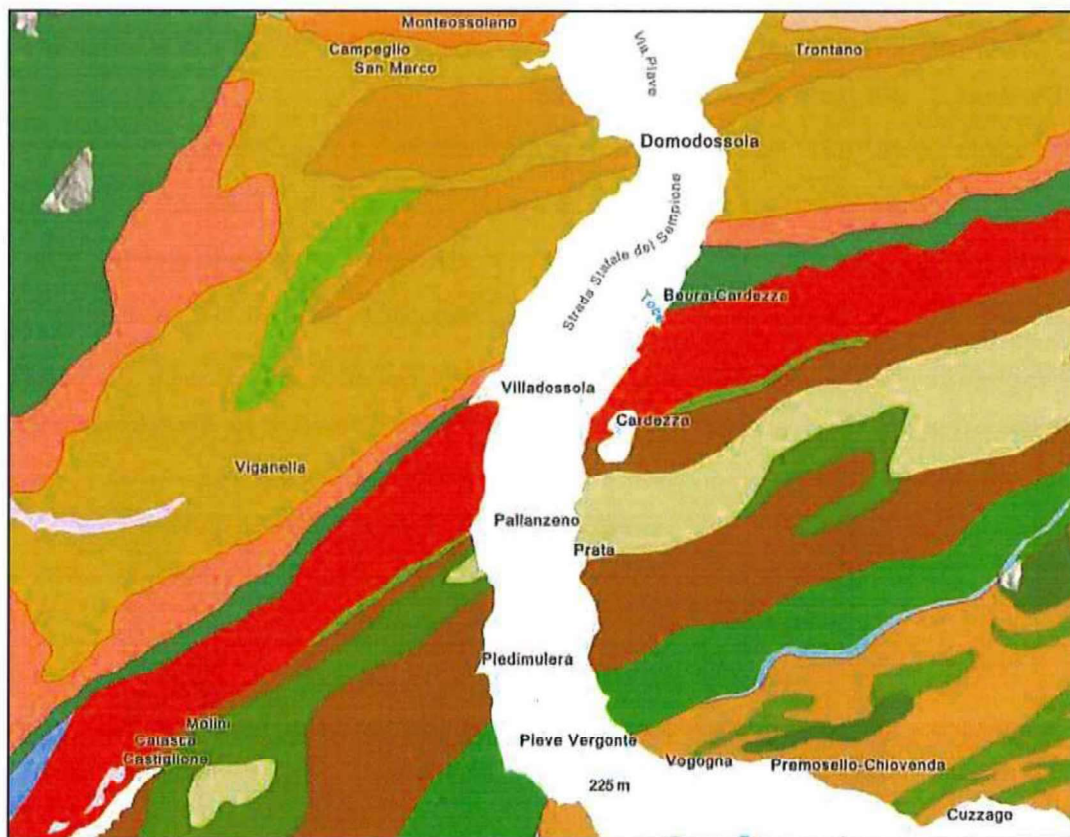 Monteossolano
Campeglio
San Marco
Via Piave
Trontano
Domodossola
Strada Statale del Sempione
Toce
Beura-Cardezza
Villadossola
Cardezza
Viganella
Pallanzeno
Prata
Piedimulera
Molini
Calasca
Castiglione
Pieve Vergonte
Vogogna
Premosello-Chiovenda
225 m
Cuzzago